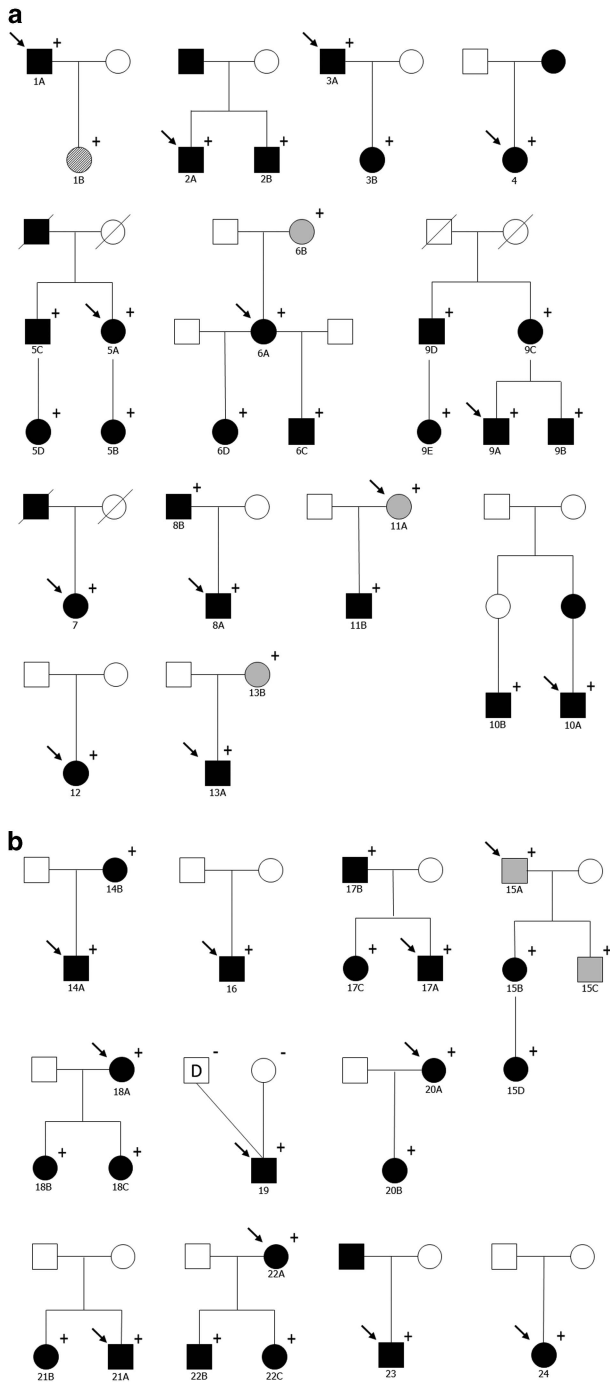 a
+ +
1A 3A
+ + + + +
1B 2A 2B 3B 4
+
6B
+ + + + +
5C 5A 6A 9D 9C
+ + + + + + +
5D 5B 6D 6C 9E 9A 9B
+ +
8B 11A
+ + +
7 8A 11B
+
13B
+ +
10B 10A
+ +
12 13A
b
+ + +
14B 17B 15A
+ + + + + +
14A 16 17C 17A 15B 15C
+ - - + +
18A D 20A 15D
+ + + +
18B 18C 19 20B
+
22A
+ + + + + +
21B 21A 22B 22C 23 24